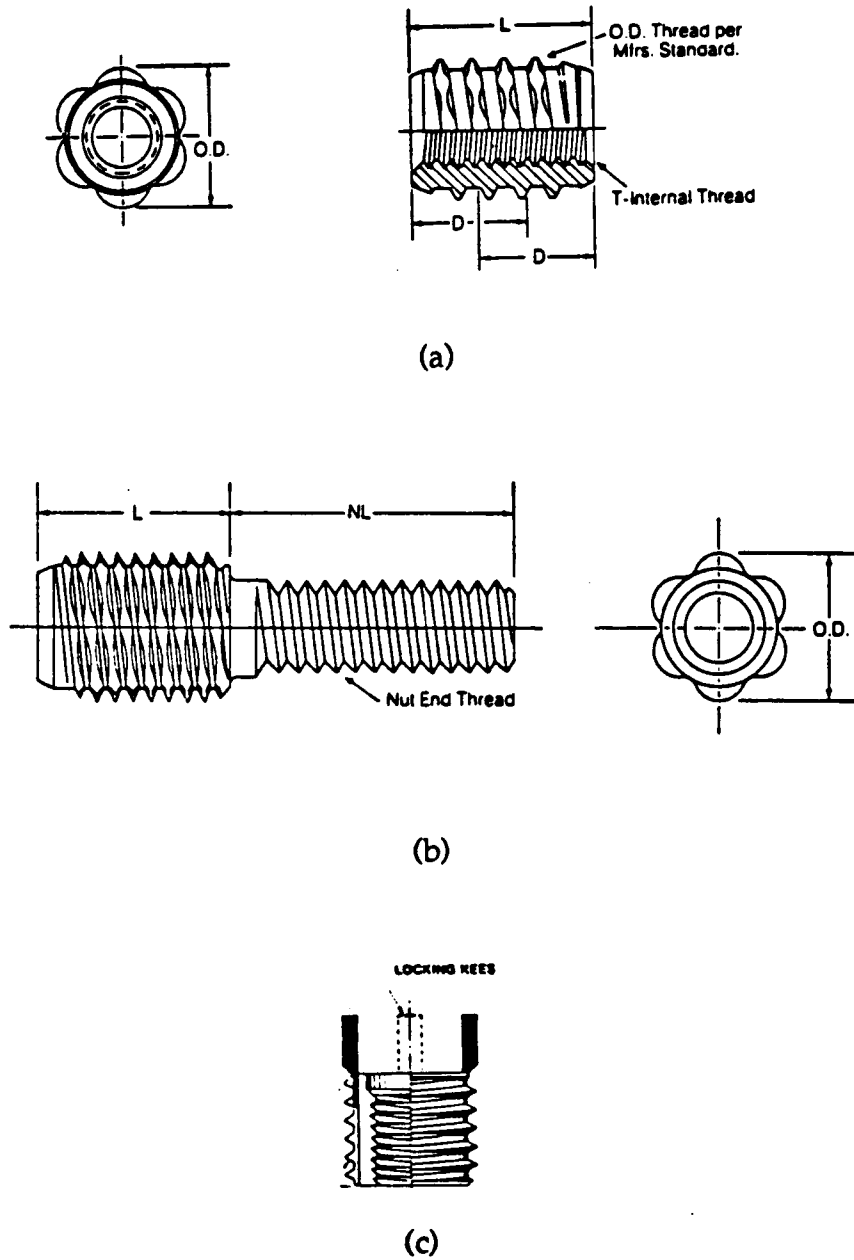 L
O.D. Thread per
Mfrs. Standard.
O.D.
T-Internal Thread
D
D
(a)
L
NL
O.D.
Nut End Thread
(b)
LOCKING KEES
(c)